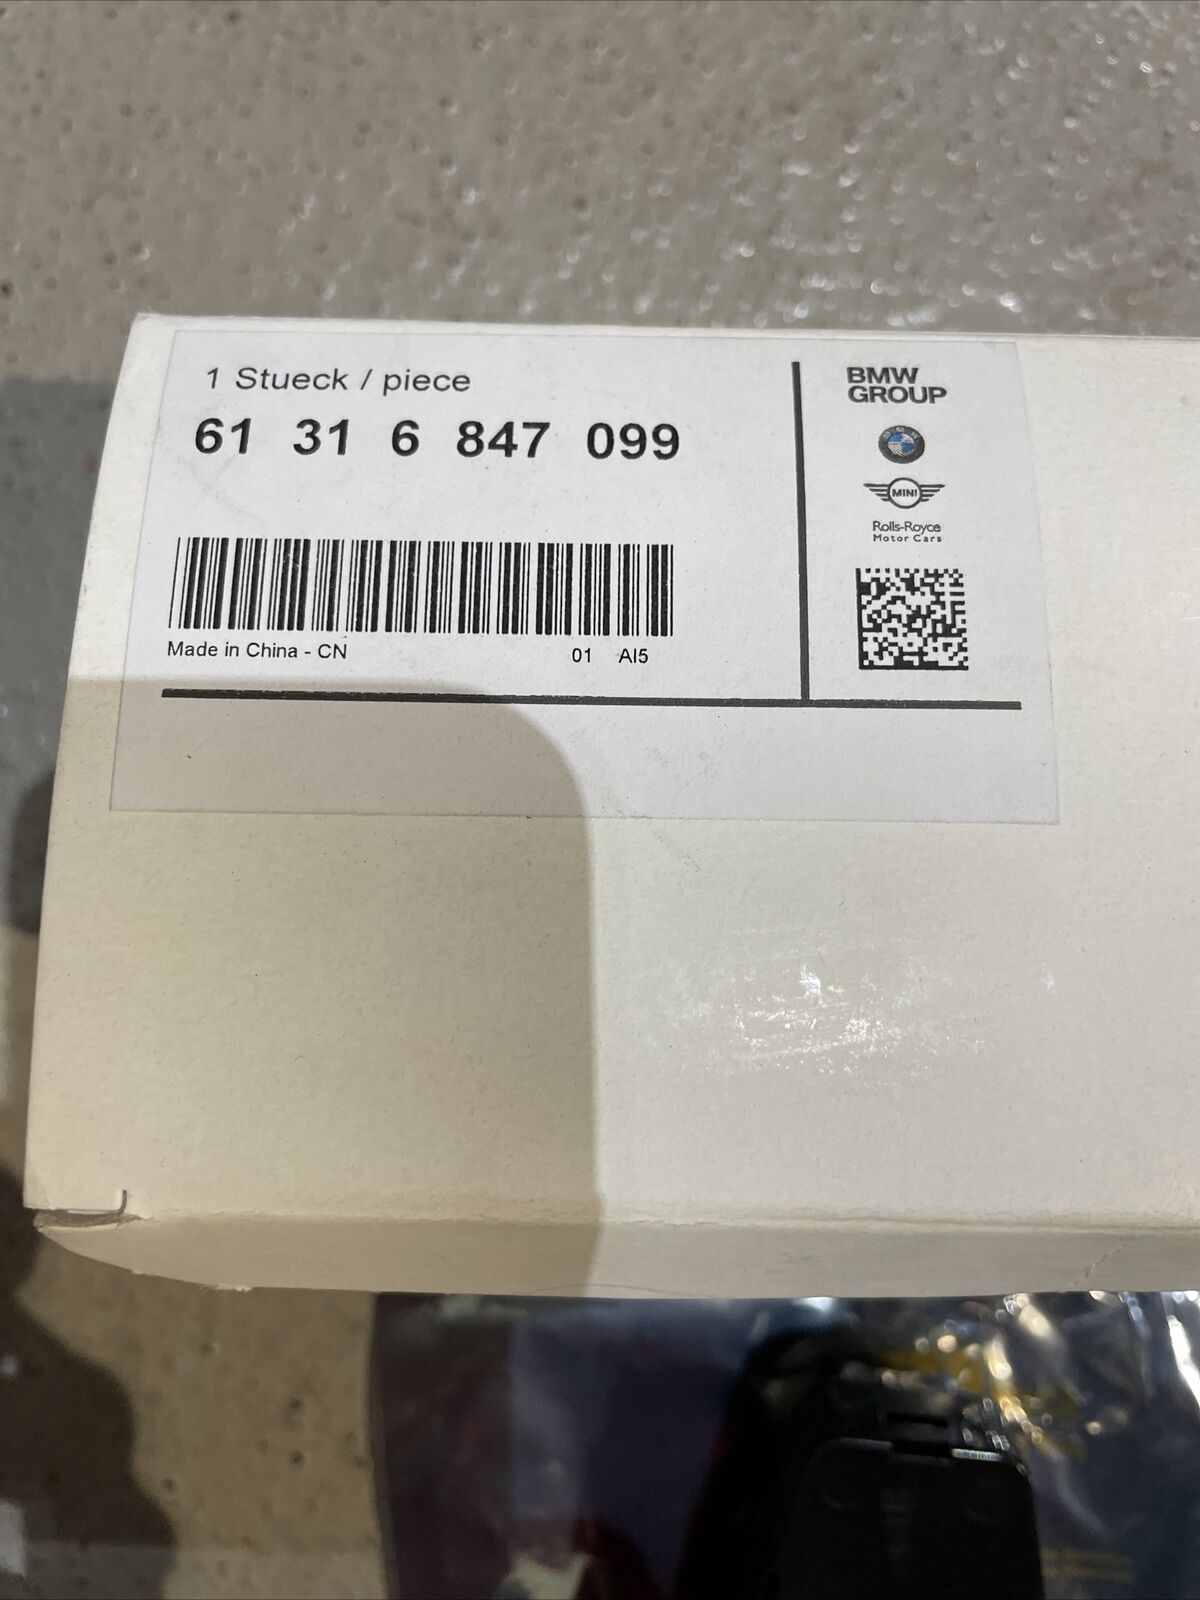 1 Stueck / piece
61 31 6 847 099
Made in China - CN
01 AI5
BMW
GROUP
MINI
Rolls-Royce
Motor Cars